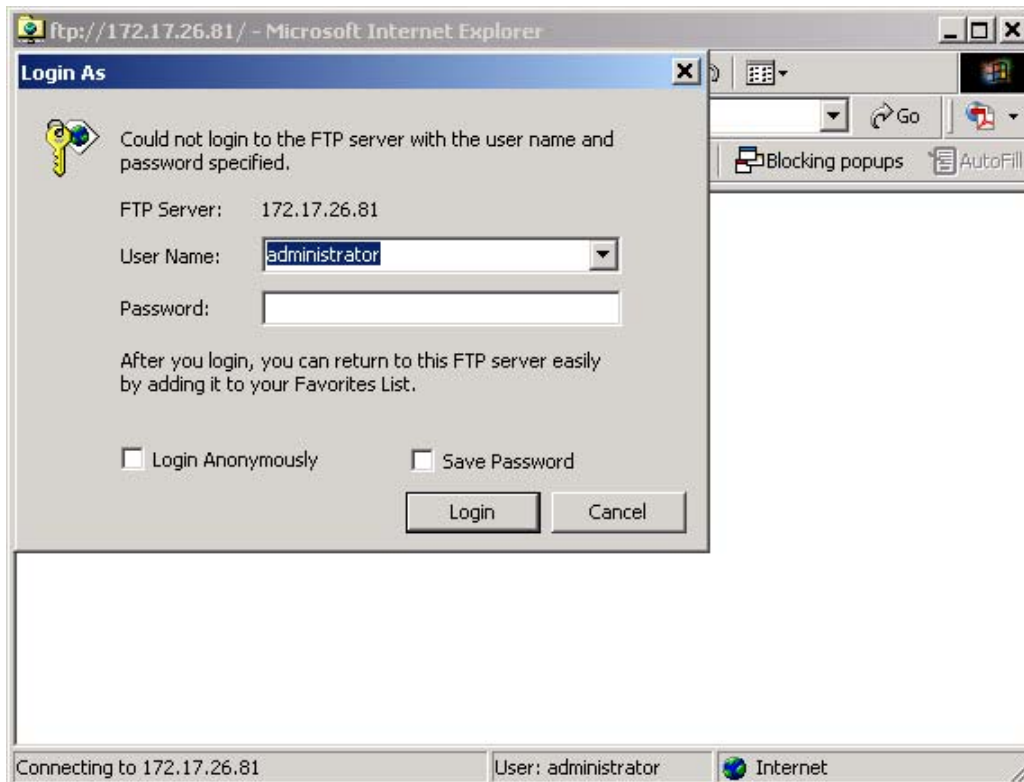 ftp://172.17.26.81/ - Microsoft Internet Explorer
Login As
Go
Could not login to the FTP server with the user name and
password specified.
Blocking popups
AutoFill
FTP Server: 172.17.26.81
User Name: administrator
Password:
After you login, you can return to this FTP server easily
by adding it to your Favorites List.
Login Anonymously
Save Password
Login
Cancel
Connecting to 172.17.26.81
User: administrator
Internet